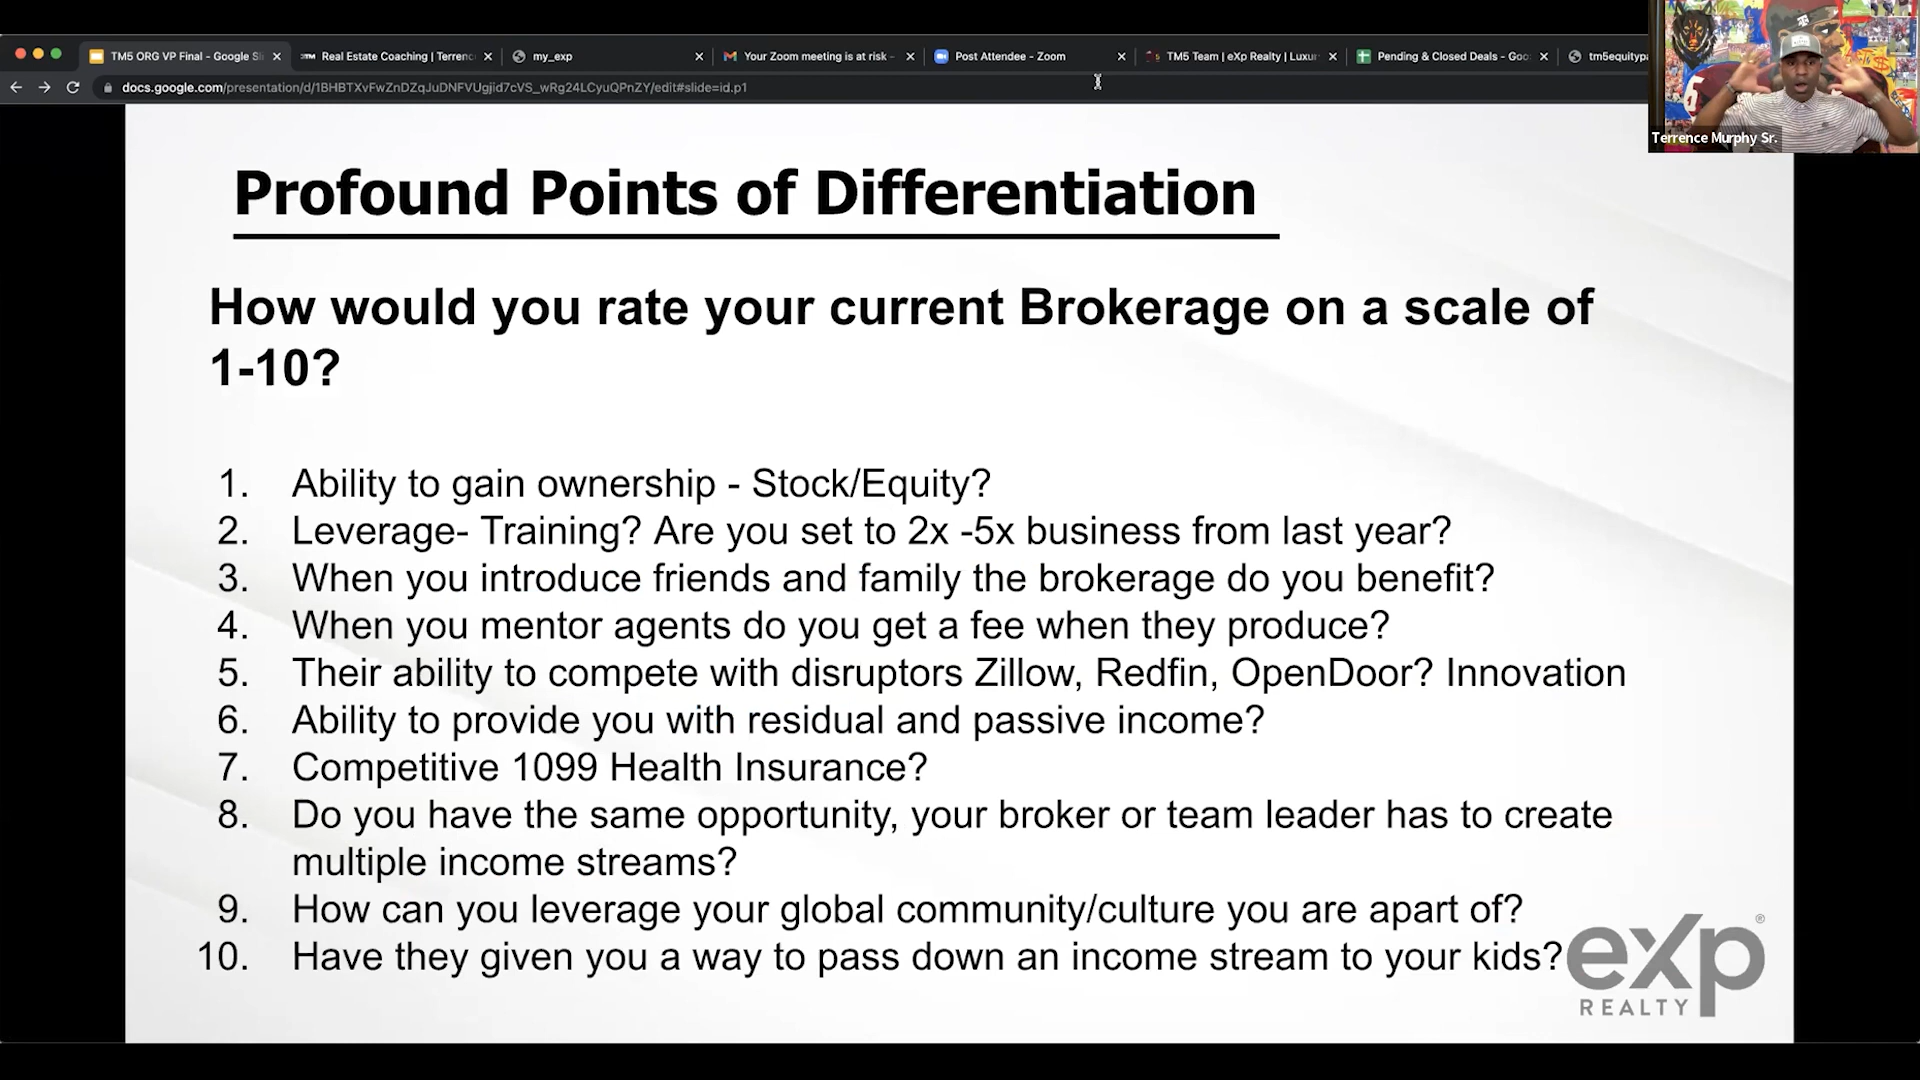 TM5 ORG VP Final - Google Sli
Real Estate Coaching | Terrenc
my_exp
Your Zoom meeting is at risk -
Post Attendee - Zoom
TM5 Team | eXp Realty | Luxur
Pending & Closed Deals - Goo
tm5equitypa
docs.google.com/presentation/d/1BHBTXvFwZnDZqJuDNFVUgjid7cVS_wRg24LCyuQPnZY/edit#slide=id.p1
Terrence Murphy Sr.
Profound Points of Differentiation
How would you rate your current Brokerage on a scale of
1-10?
1. Ability to gain ownership - Stock/Equity?
2. Leverage- Training? Are you set to 2x -5x business from last year?
3. When you introduce friends and family the brokerage do you benefit?
4. When you mentor agents do you get a fee when they produce?
5. Their ability to compete with disruptors Zillow, Redfin, OpenDoor? Innovation
6. Ability to provide you with residual and passive income?
7. Competitive 1099 Health Insurance?
8. Do you have the same opportunity, your broker or team leader has to create
multiple income streams?
9. How can you leverage your global community/culture you are apart of?
10. Have they given you a way to pass down an income stream to your kids?
eXp®
REALTY